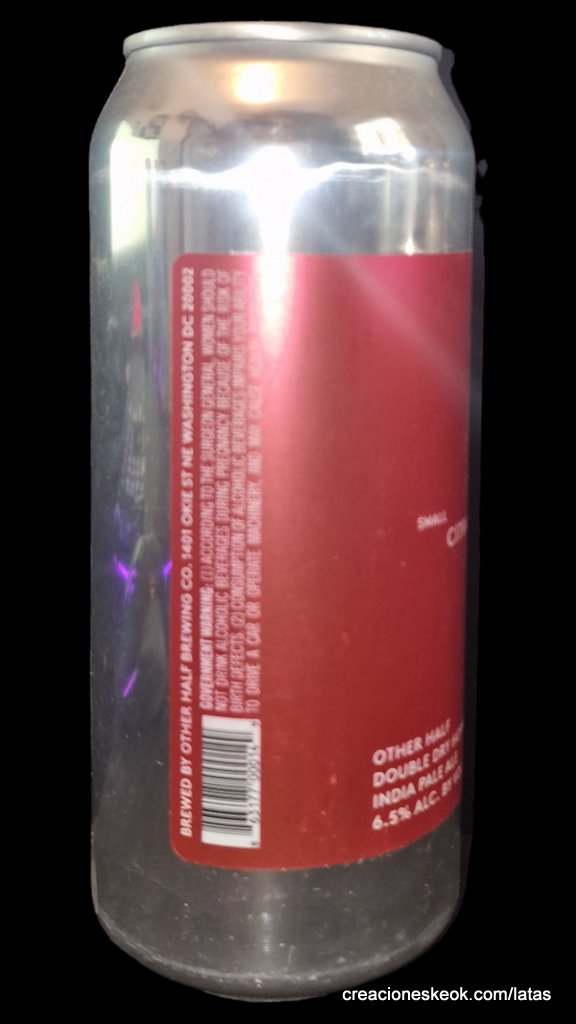 BREWED BY OTHER HALF BREWING CO. 1401 OKIE ST NE WASHINGTON DC 20002
GOVERNMENT WARNING: (1) ACCORDING TO THE SURGEON GENERAL, WOMEN SHOULD
NOT DRINK ALCOHOLIC BEVERAGES DURING PREGNANCY BECAUSE OF THE RISK OF
BIRTH DEFECTS. (2) CONSUMPTION OF ALCOHOLIC BEVERAGES IMPAIRS YOUR ABILITY
TO DRIVE A CAR OR OPERATE MACHINERY, AND MAY CAUSE
SMALL
OTHER HALF
DOUBLE DRY
INDIA PALE ALE
6.5% ALC. BY
creacioneskeok.com/latas